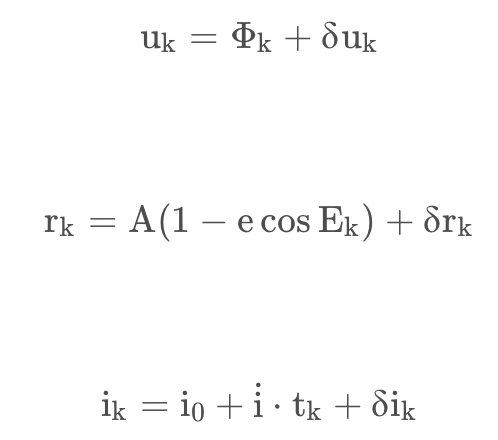 uₖ = Φₖ + δuₖ
rₖ = A(1 − e cos Eₖ) + δrₖ
iₖ = i₀ + i̇ · tₖ + δiₖ